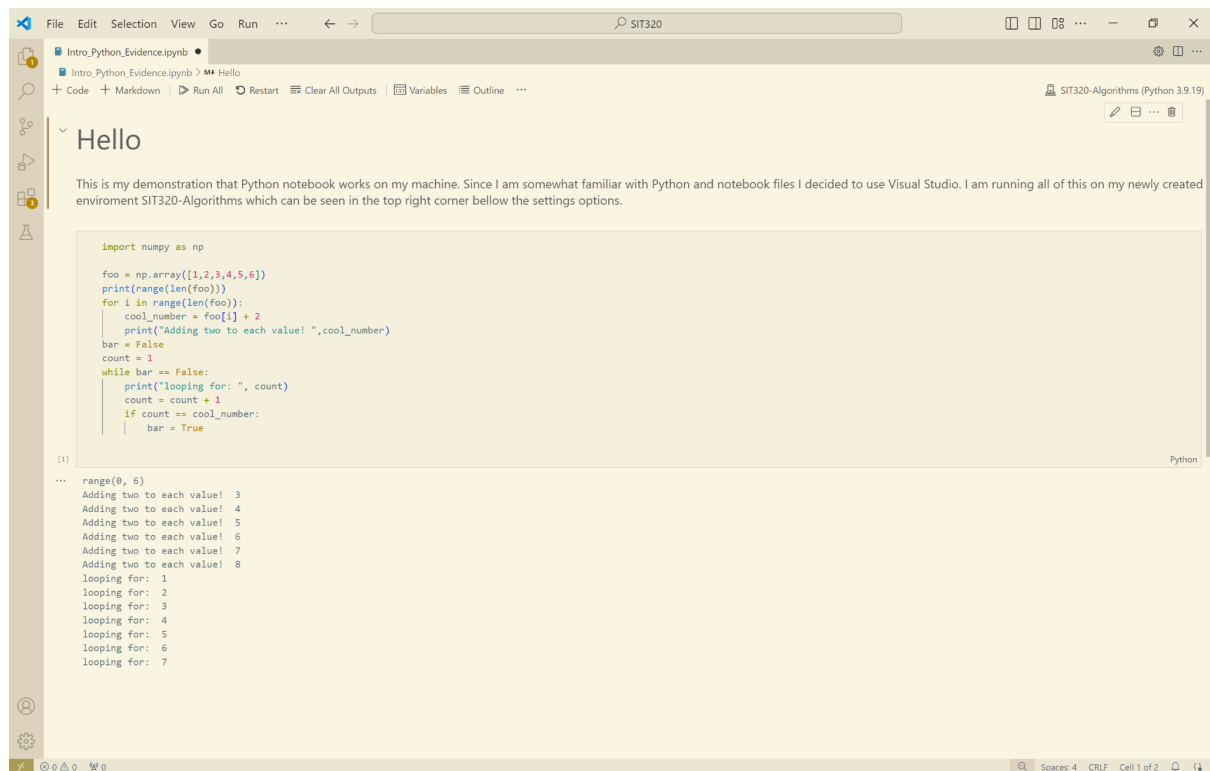 File Edit Selection View Go Run ··· ← → SIT320 ···
Intro_Python_Evidence.ipynb ● ···
Intro_Python_Evidence.ipynb > M↓ Hello
+ Code + Markdown | Run All Restart Clear All Outputs | Variables Outline ··· SIT320-Algorithms (Python 3.9.19)
Hello
This is my demonstration that Python notebook works on my machine. Since I am somewhat familiar with Python and notebook files I decided to use Visual Studio. I am running all of this on my newly created
enviroment SIT320-Algorithms which can be seen in the top right corner bellow the settings options.
import numpy as np
foo = np.array([1,2,3,4,5,6])
print(range(len(foo)))
for i in range(len(foo)):
    cool_number = foo[i] + 2
    print("Adding two to each value! ",cool_number)
bar = False
count = 1
while bar == False:
    print("looping for: ", count)
    count = count + 1
    if count == cool_number:
        bar = True
[1] Python
··· range(0, 6)
Adding two to each value!  3
Adding two to each value!  4
Adding two to each value!  5
Adding two to each value!  6
Adding two to each value!  7
Adding two to each value!  8
looping for:  1
looping for:  2
looping for:  3
looping for:  4
looping for:  5
looping for:  6
looping for:  7
1
3
0 0 0 Spaces: 4 CRLF Cell 1 of 2